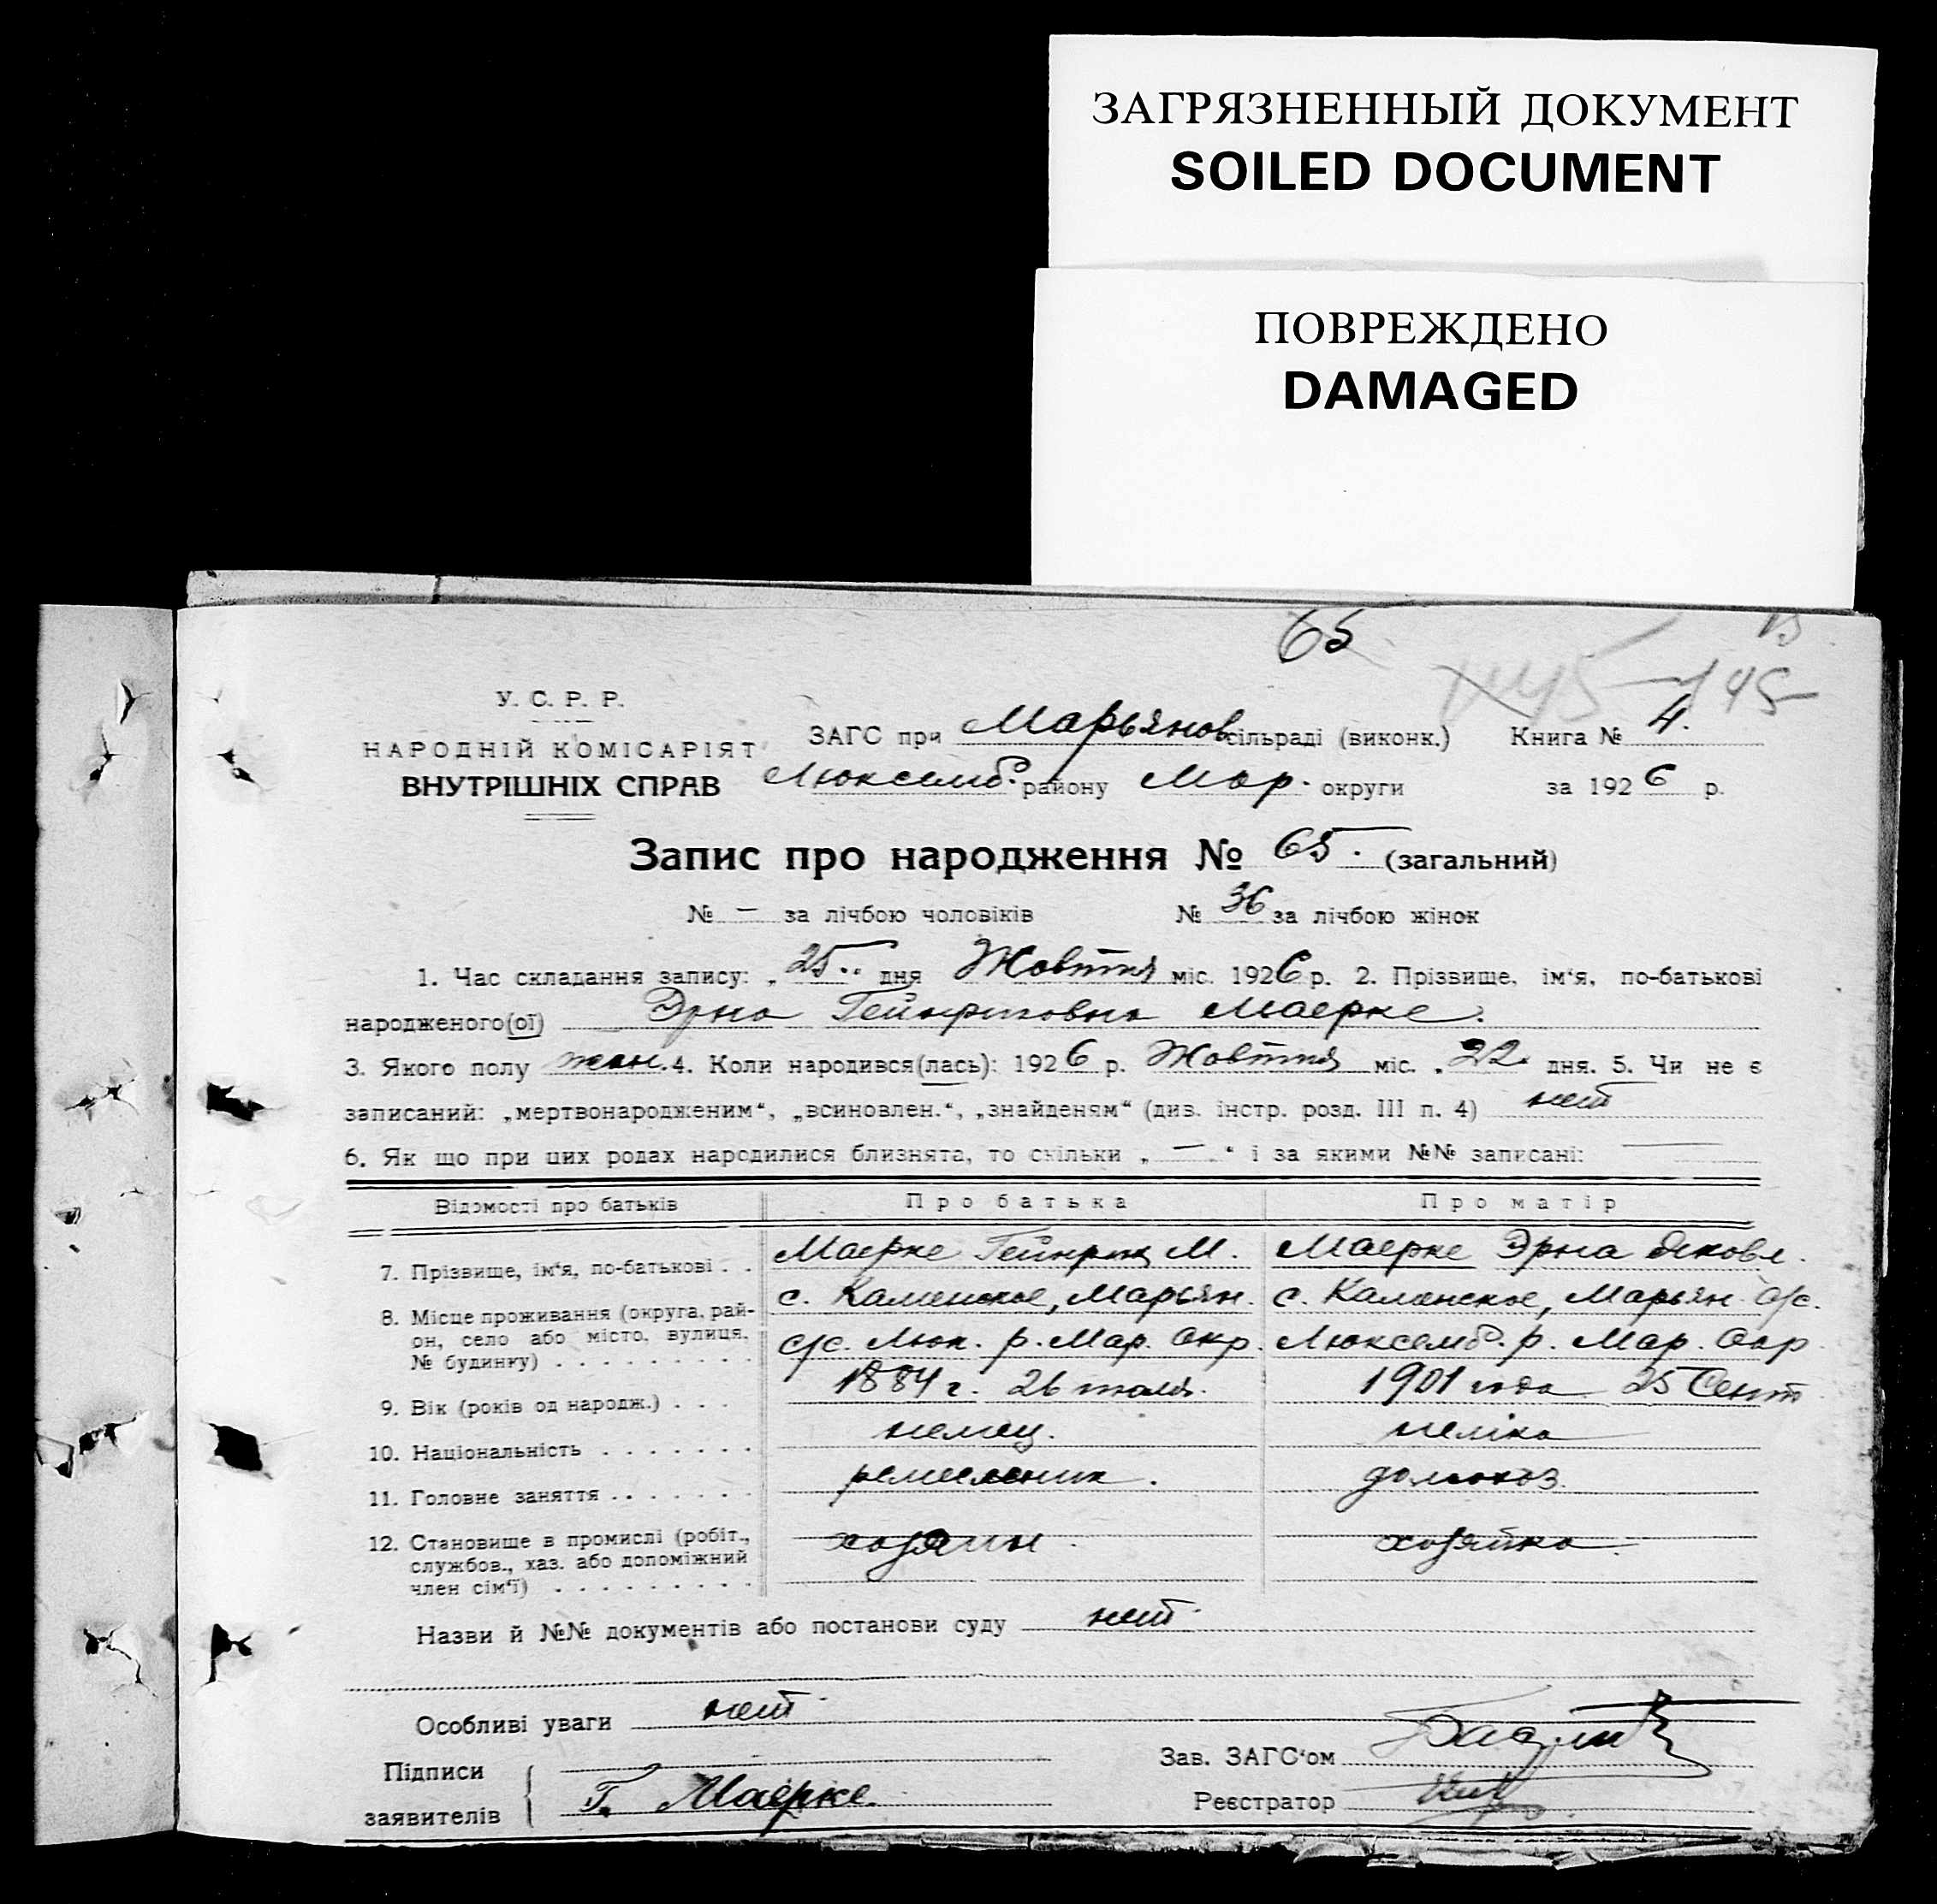 ЗАГРЯЗНЕННЫЙ ДОКУМЕНТ
SOILED DOCUMENT
ПОВРЕЖДЕНО
DAMAGED
65
145
У. С. Р. Р.
НАРОДНІЙ КОМІСАРІЯТ
ВНУТРІШНІХ СПРАВ
ЗАГС при Марьянов сільраді (виконк.) Книга № 4.
Люксемб. району Мар. округи за 1926 р.
Запис про народження № 65. (загальний)
№ — за лічбою чоловіків № 36 за лічбою жінок
1. Час складання запису: „ 25 " дня Жовтня міс. 1926 р. 2. Прізвище, ім'я, по-батькові
народженого(ої) Эрна Гейнриховна Маерке.
3. Якого полу жен. 4. Коли народився(лась): 1926 р. Жовтня міс. „ 22 " дня. 5. Чи не є
записаний: „мертвонародженим“, „всиновлен.“, „знайденям“ (див. інстр. розд. III п. 4) нет
6. Як що при цих родах народилися близнята, то скільки „ — “ і за якими №№ записані: —
Відомості про батьків Про батька Про матір
7. Прізвище, ім'я, по-батькові . . Маерке Гейнрих М. Маерке Эрна Яковл.
8. Місце проживання (округа, рай- с. Каменское, Марьян. с. Каменское, Марьян. с/с.
он, село або місто, вулиця, с/с. Люк. р. Мар. Окр. Люксемб. р. Мар. Окр
№ будинку) . . . . . . . . .
9. Вік (років од народж.) . . . 1884 г. 26 1901 года 25 Сент
10. Національність . . . . . . . немец. немка
11. Головне заняття . . . . . . ремесленик. домохоз.
12. Становище в промислі (робіт., хозяин. хозяйка.
службов., хаз. або допоміжний
член сім'ї) . . . . . . . . .
Назви й №№ документів або постанови суду нет
Особливі уваги нет
Підписи
заявителів Г. Маерке.
Зав. ЗАГС'ом
Реєстратор